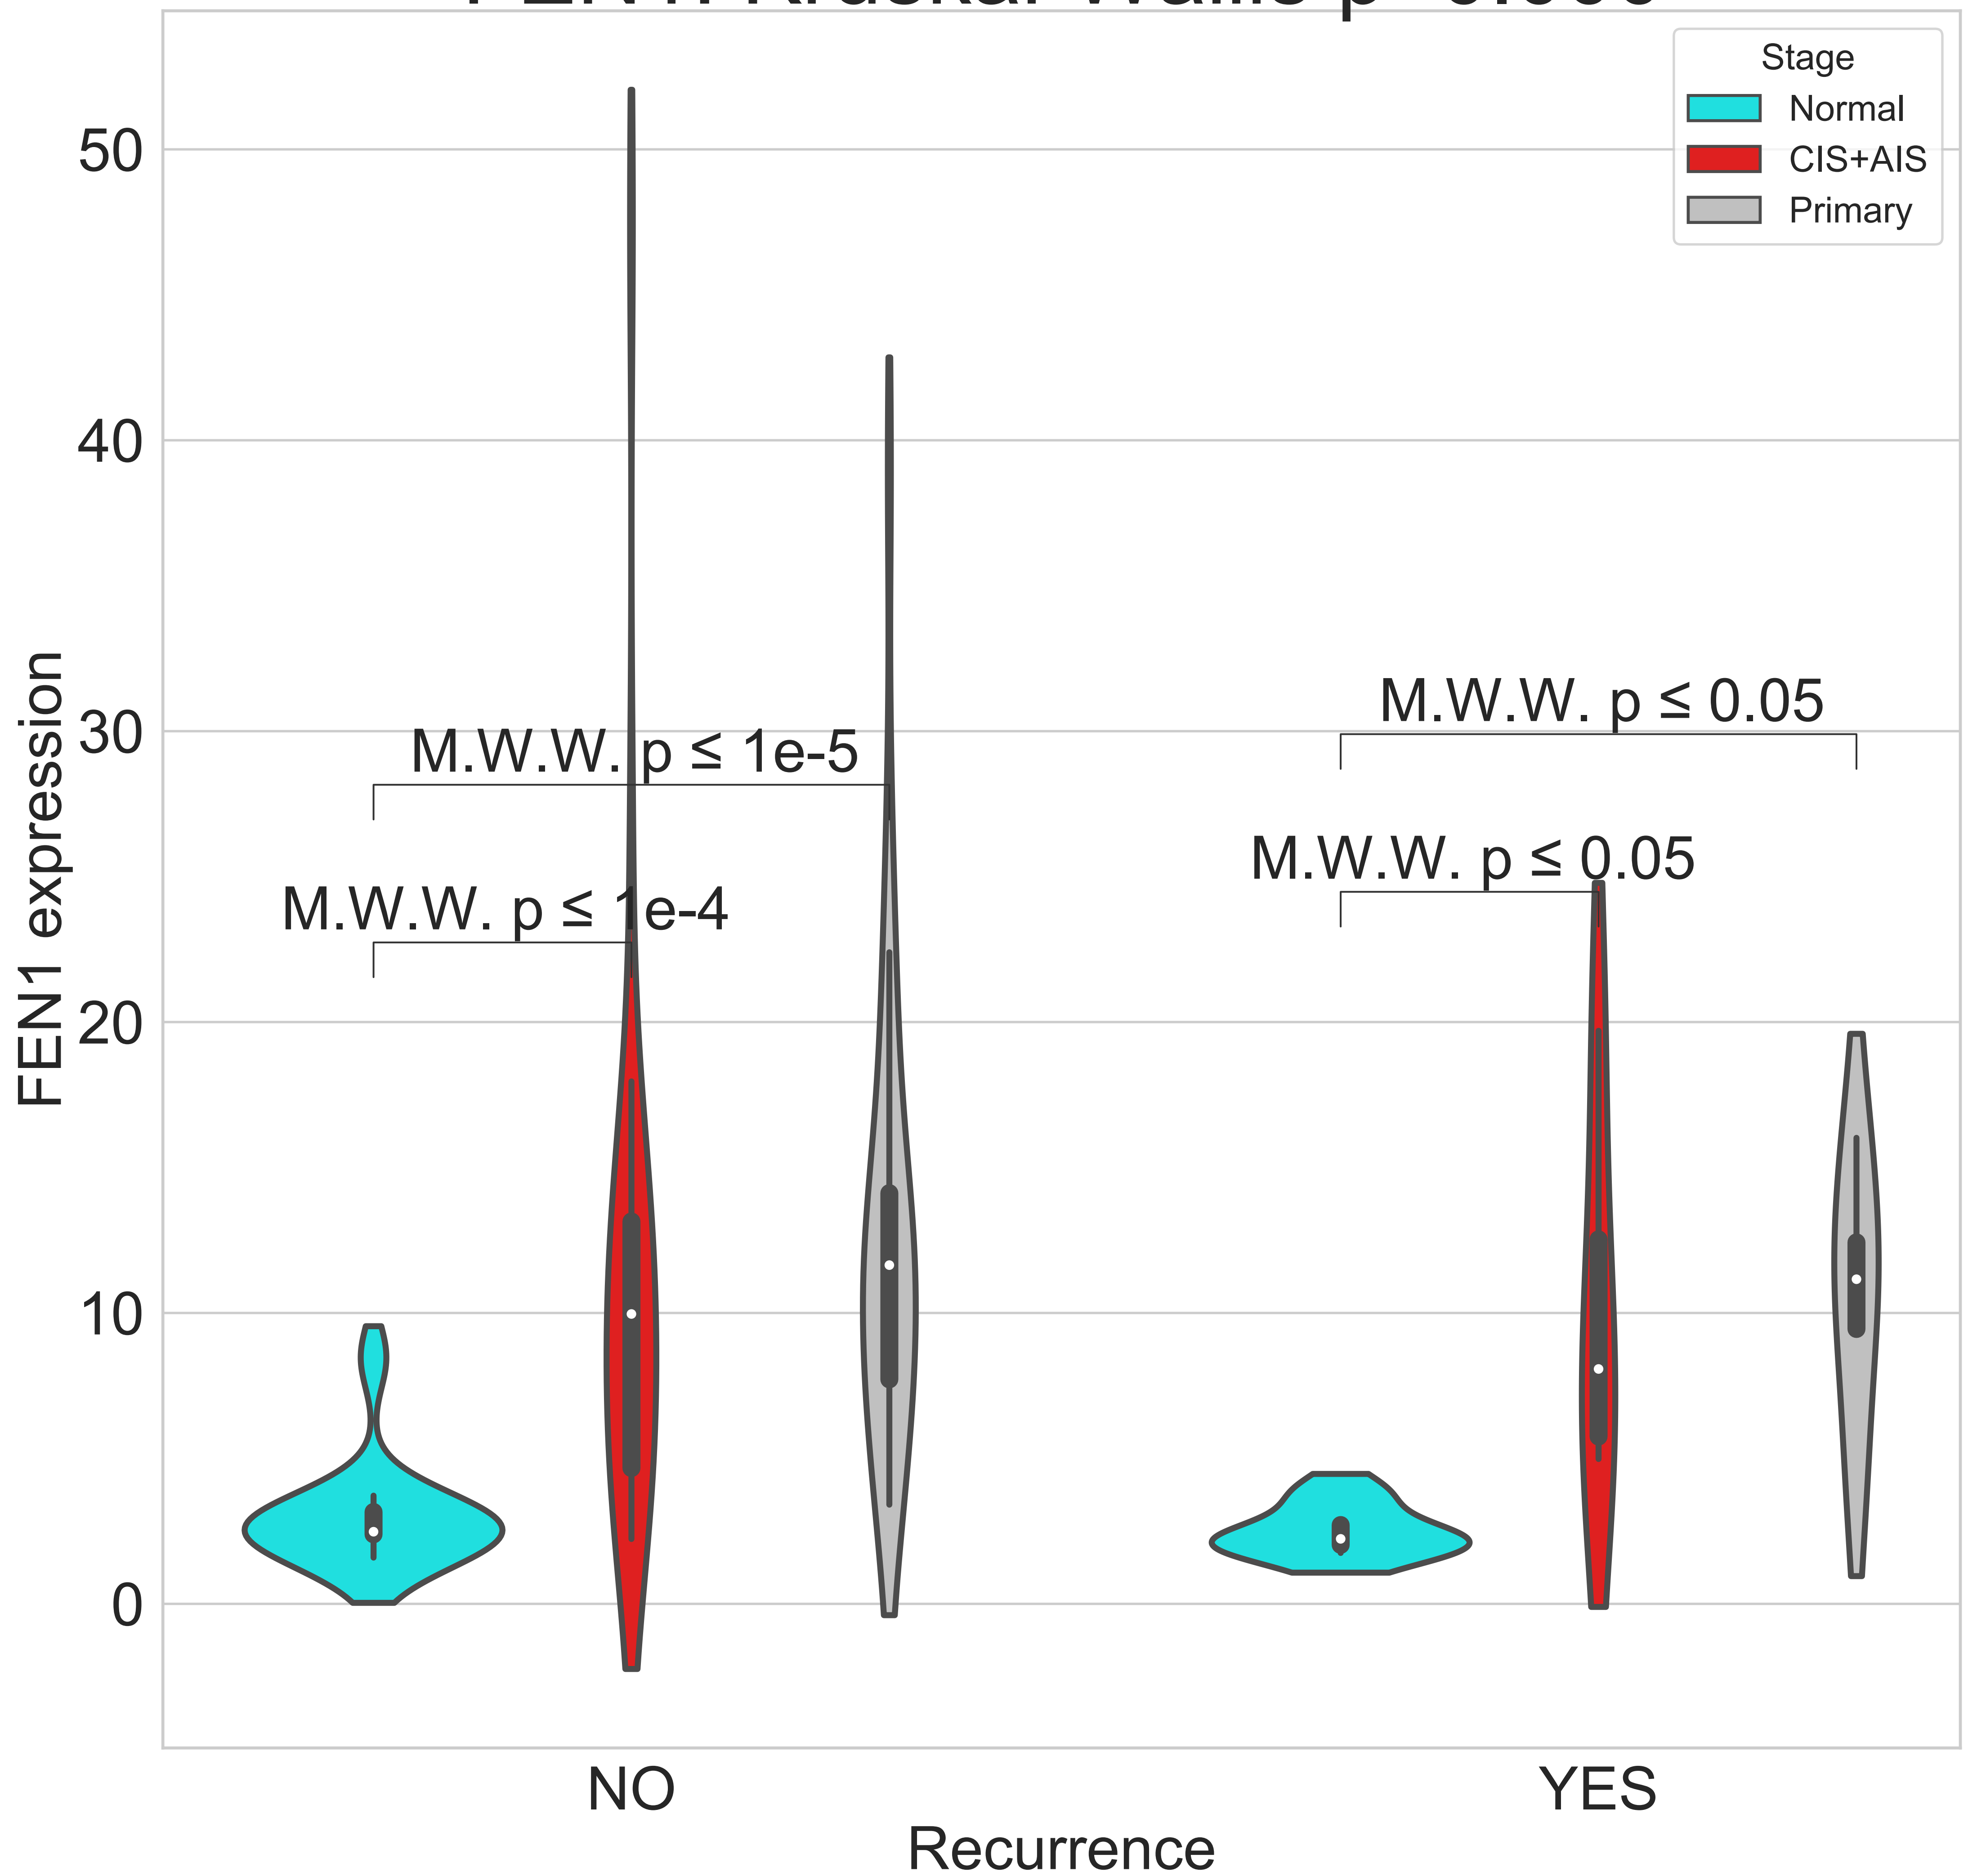 Stage
Normal
CIS+AIS
Primary
50
40
30
20
10
0
FEN1 expression
M.W.W. p ≤ 1e-5
M.W.W. p ≤ 1e-4
M.W.W. p ≤ 0.05
M.W.W. p ≤ 0.05
NO
YES
Recurrence